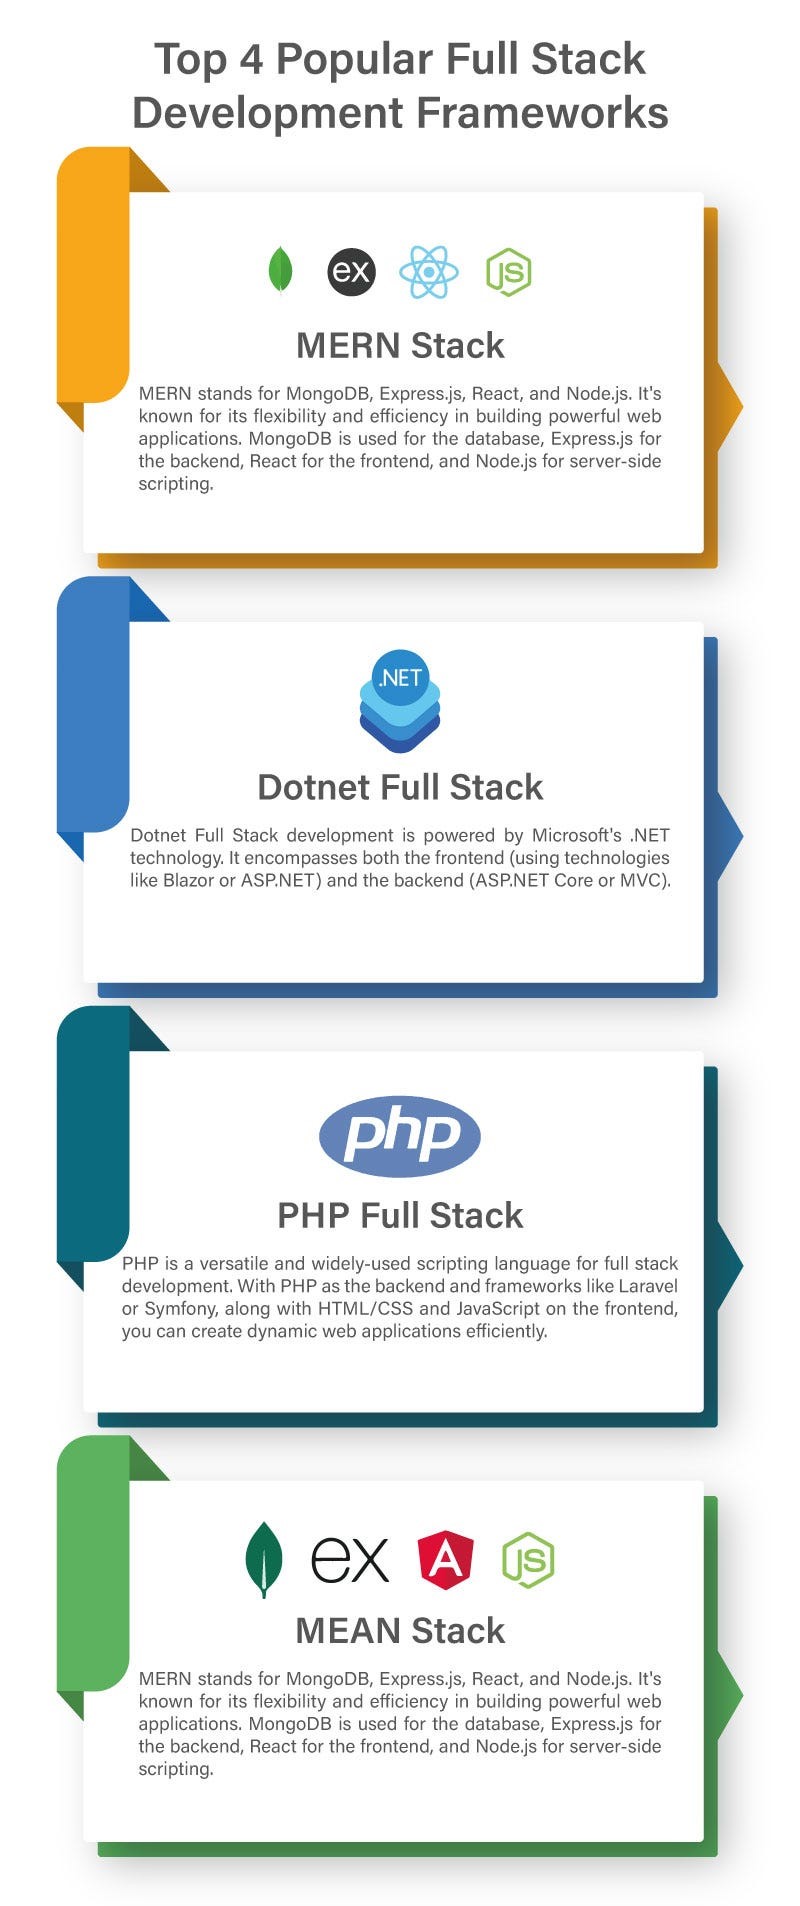 Top 4 Popular Full Stack
Development Frameworks
ex
JS
MERN Stack
MERN stands for MongoDB, Express.js, React, and Node.js. It's
known for its flexibility and efficiency in building powerful web
applications. MongoDB is used for the database, Express.js for
the backend, React for the frontend, and Node.js for server-side
scripting.
.NET
Dotnet Full Stack
Dotnet Full Stack development is powered by Microsoft's .NET
technology. It encompasses both the frontend (using technologies
like Blazor or ASP.NET) and the backend (ASP.NET Core or MVC).
php
PHP Full Stack
PHP is a versatile and widely-used scripting language for full stack
development. With PHP as the backend and frameworks like Laravel
or Symfony, along with HTML/CSS and JavaScript on the frontend,
you can create dynamic web applications efficiently.
ex
A
JS
MEAN Stack
MERN stands for MongoDB, Express.js, React, and Node.js. It's
known for its flexibility and efficiency in building powerful web
applications. MongoDB is used for the database, Express.js for
the backend, React for the frontend, and Node.js for server-side
scripting.